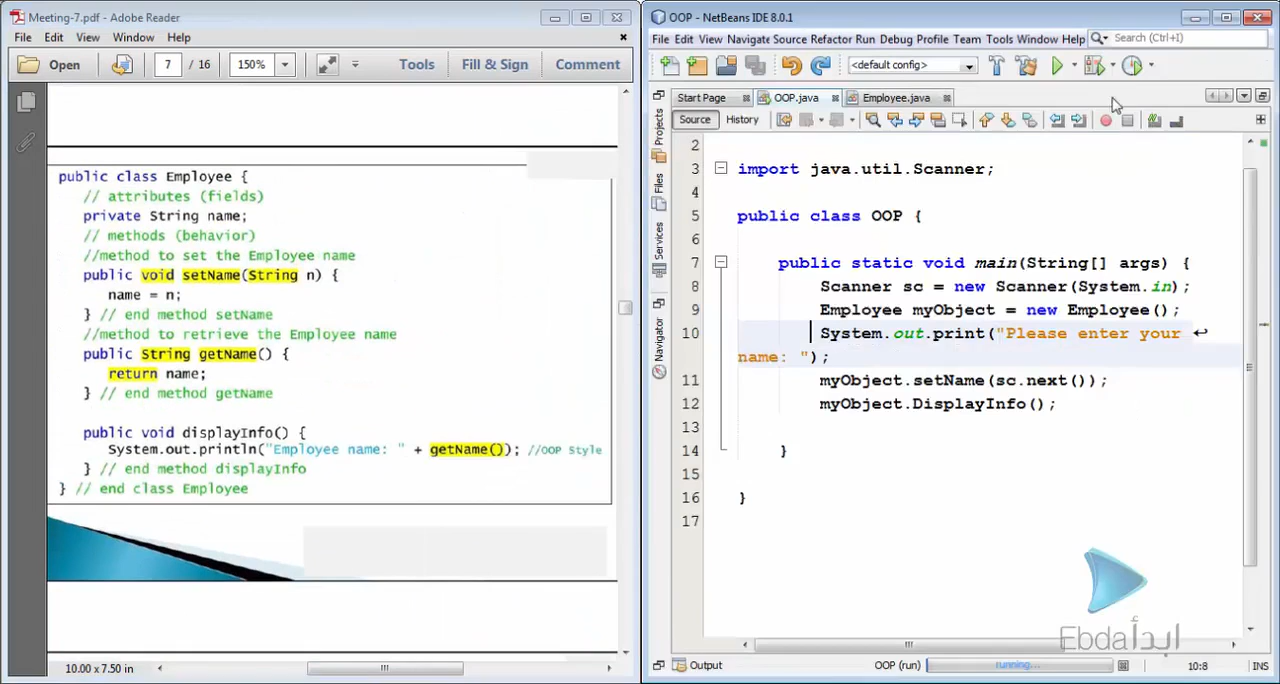 Meeting-7.pdf - Adobe Reader
File Edit View Window Help
Open 7 / 16 150% Tools Fill & Sign Comment
public class Employee {
// attributes (fields)
private String name;
// methods (behavior)
//method to set the Employee name
public void setName(String n) {
name = n;
} // end method setName
//method to retrieve the Employee name
public String getName() {
return name;
} // end method getName
public void displayInfo() {
System.out.println("Employee name: " + getName()); //OOP Style
} // end method displayInfo
} // end class Employee
10.00 x 7.50 in
OOP - NetBeans IDE 8.0.1
File Edit View Navigate Source Refactor Run Debug Profile Team Tools Window Help Search (Ctrl+I)
<default config>
Start Page OOP.java Employee.java
Source History
Projects
Files
Services
Navigator
2
3 import java.util.Scanner;
4
5 public class OOP {
6
7 public static void main(String[] args) {
8 Scanner sc = new Scanner(System.in);
9 Employee myObject = new Employee();
10 System.out.print("Please enter your
name: ");
11 myObject.setName(sc.next());
12 myObject.DisplayInfo();
13
14 }
15
16 }
17
Ebda أبدأ
Output OOP (run) running... 10:8 INS